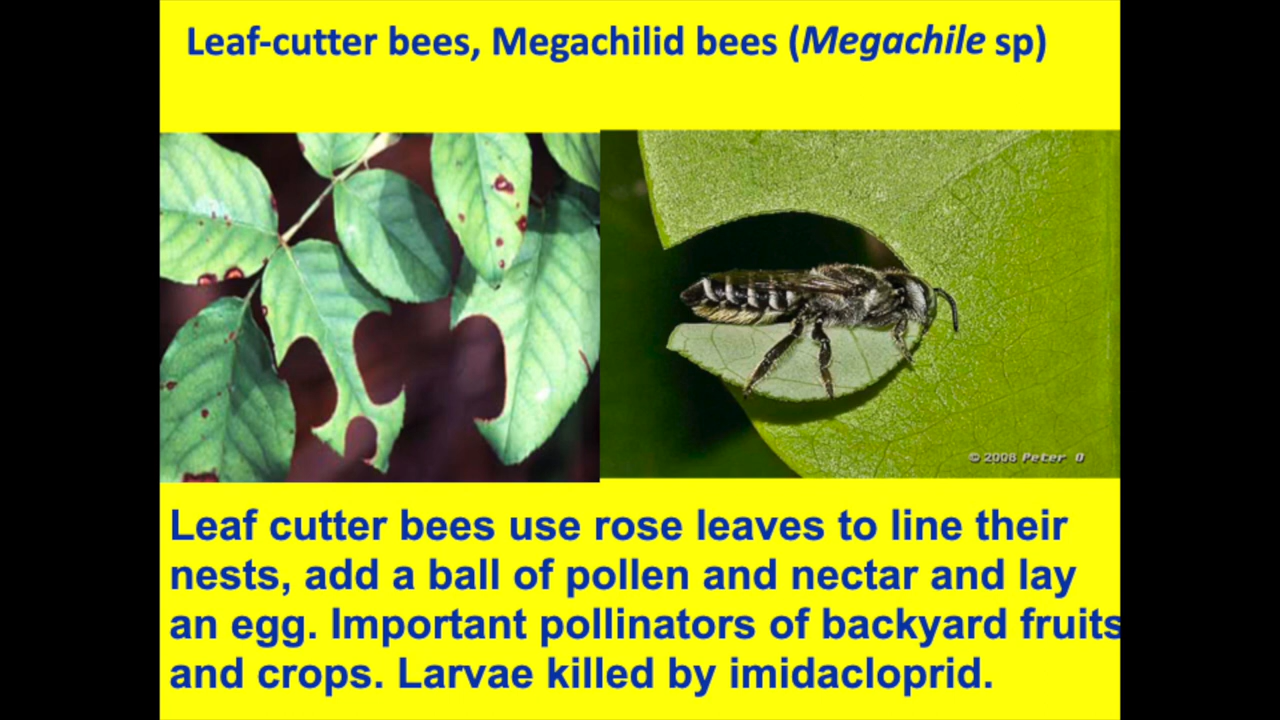 Leaf-cutter bees, Megachilid bees (Megachile sp)
© 2008 Peter O
Leaf cutter bees use rose leaves to line their
nests, add a ball of pollen and nectar and lay
an egg. Important pollinators of backyard fruits
and crops. Larvae killed by imidacloprid.